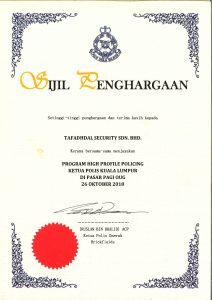 SIJIL PENGHARGAAN
Setinggi-tinggi penghargaan dan terima kasih kepada
TAFADHDAL SECURITY SDN. BHD.
Kerana bersama-sama menjayakan
PROGRAM HIGH PROFILE POLICING
KETUA POLIS KUALA LUMPUR
DI PASAR PAGI OUG
26 OKTOBER 2018
RUSLAN BIN KHALID ACP
Ketua Polis Daerah
Brickfields